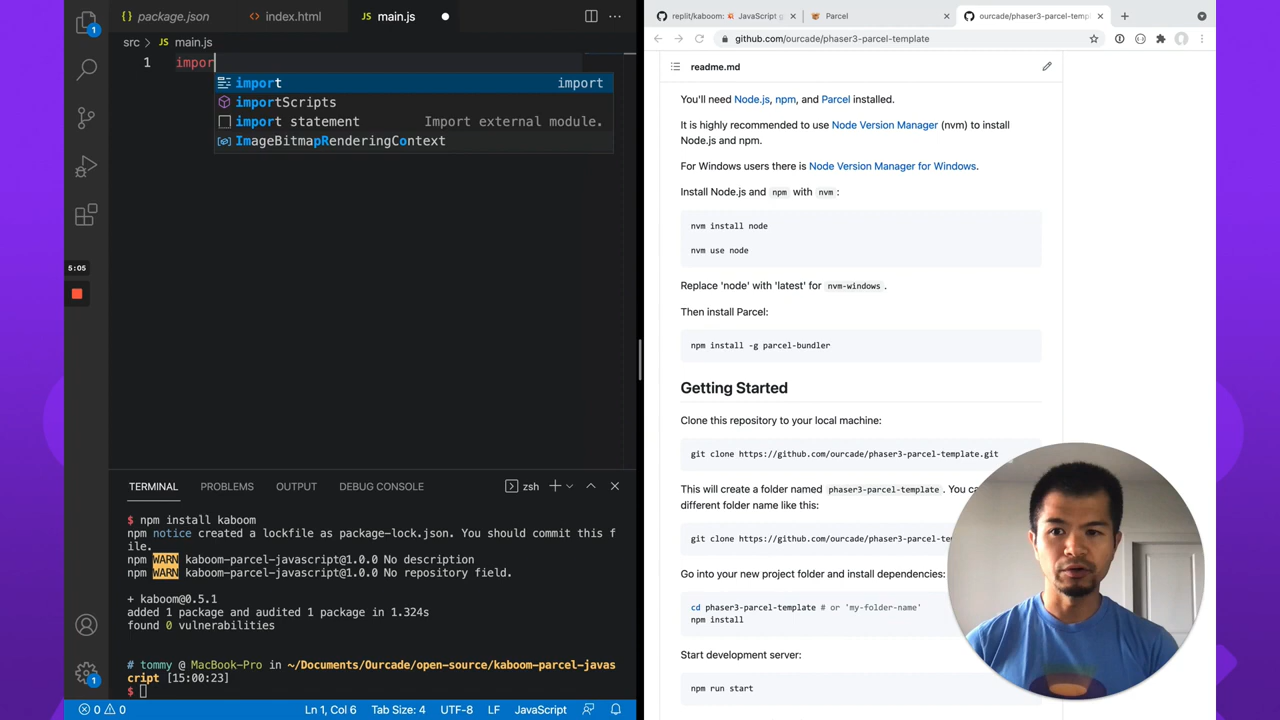 package.json
index.html
main.js
src
main.js
1 impor
import import
importScripts
import statement Import external module.
ImageBitmapRenderingContext
1
5:05
1
TERMINAL PROBLEMS OUTPUT DEBUG CONSOLE zsh
$ npm install kaboom
npm notice created a lockfile as package-lock.json. You should commit this f
ile.
npm WARN kaboom-parcel-javascript@1.0.0 No description
npm WARN kaboom-parcel-javascript@1.0.0 No repository field.
+ kaboom@0.5.1
added 1 package and audited 1 package in 1.324s
found 0 vulnerabilities
# tommy @ MacBook-Pro in ~/Documents/Ourcade/open-source/kaboom-parcel-javas
cript [15:00:23]
$
0 0 Ln 1, Col 6 Tab Size: 4 UTF-8 LF JavaScript
replit/kaboom: JavaScript g
Parcel
ourcade/phaser3-parcel-temp
github.com/ourcade/phaser3-parcel-template
readme.md
You'll need Node.js, npm, and Parcel installed.
It is highly recommended to use Node Version Manager (nvm) to install
Node.js and npm.
For Windows users there is Node Version Manager for Windows.
Install Node.js and npm with nvm :
nvm install node
nvm use node
Replace 'node' with 'latest' for nvm-windows .
Then install Parcel:
npm install -g parcel-bundler
Getting Started
Clone this repository to your local machine:
git clone https://github.com/ourcade/phaser3-parcel-template.git
This will create a folder named phaser3-parcel-template . You
different folder name like this:
git clone https://github.com/ourcade/phaser3-parcel-tem
Go into your new project folder and install dependencies:
cd phaser3-parcel-template # or 'my-folder-name'
npm install
Start development server:
npm run start